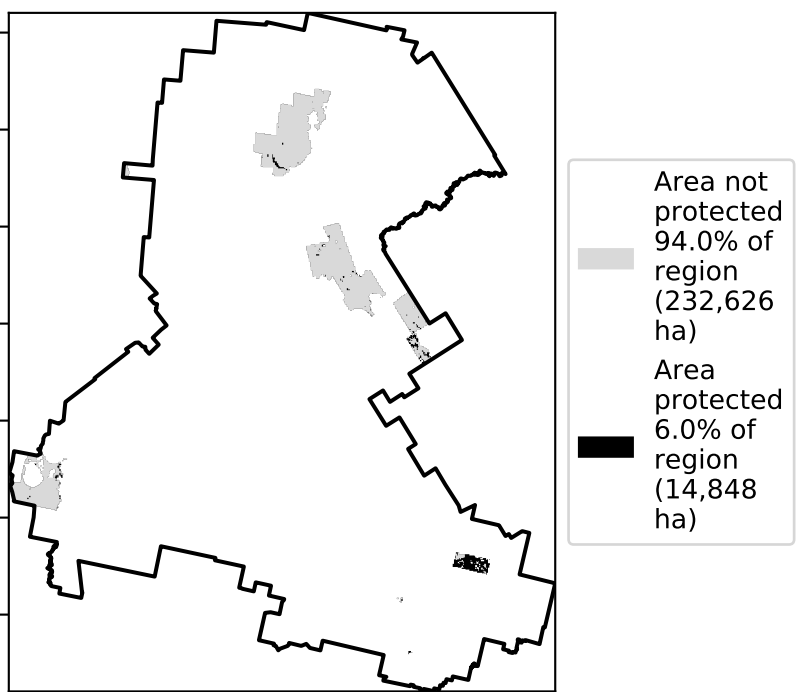 Area not
protected
94.0% of
region
(232,626
ha)
Area
protected
6.0% of
region
(14,848
ha)